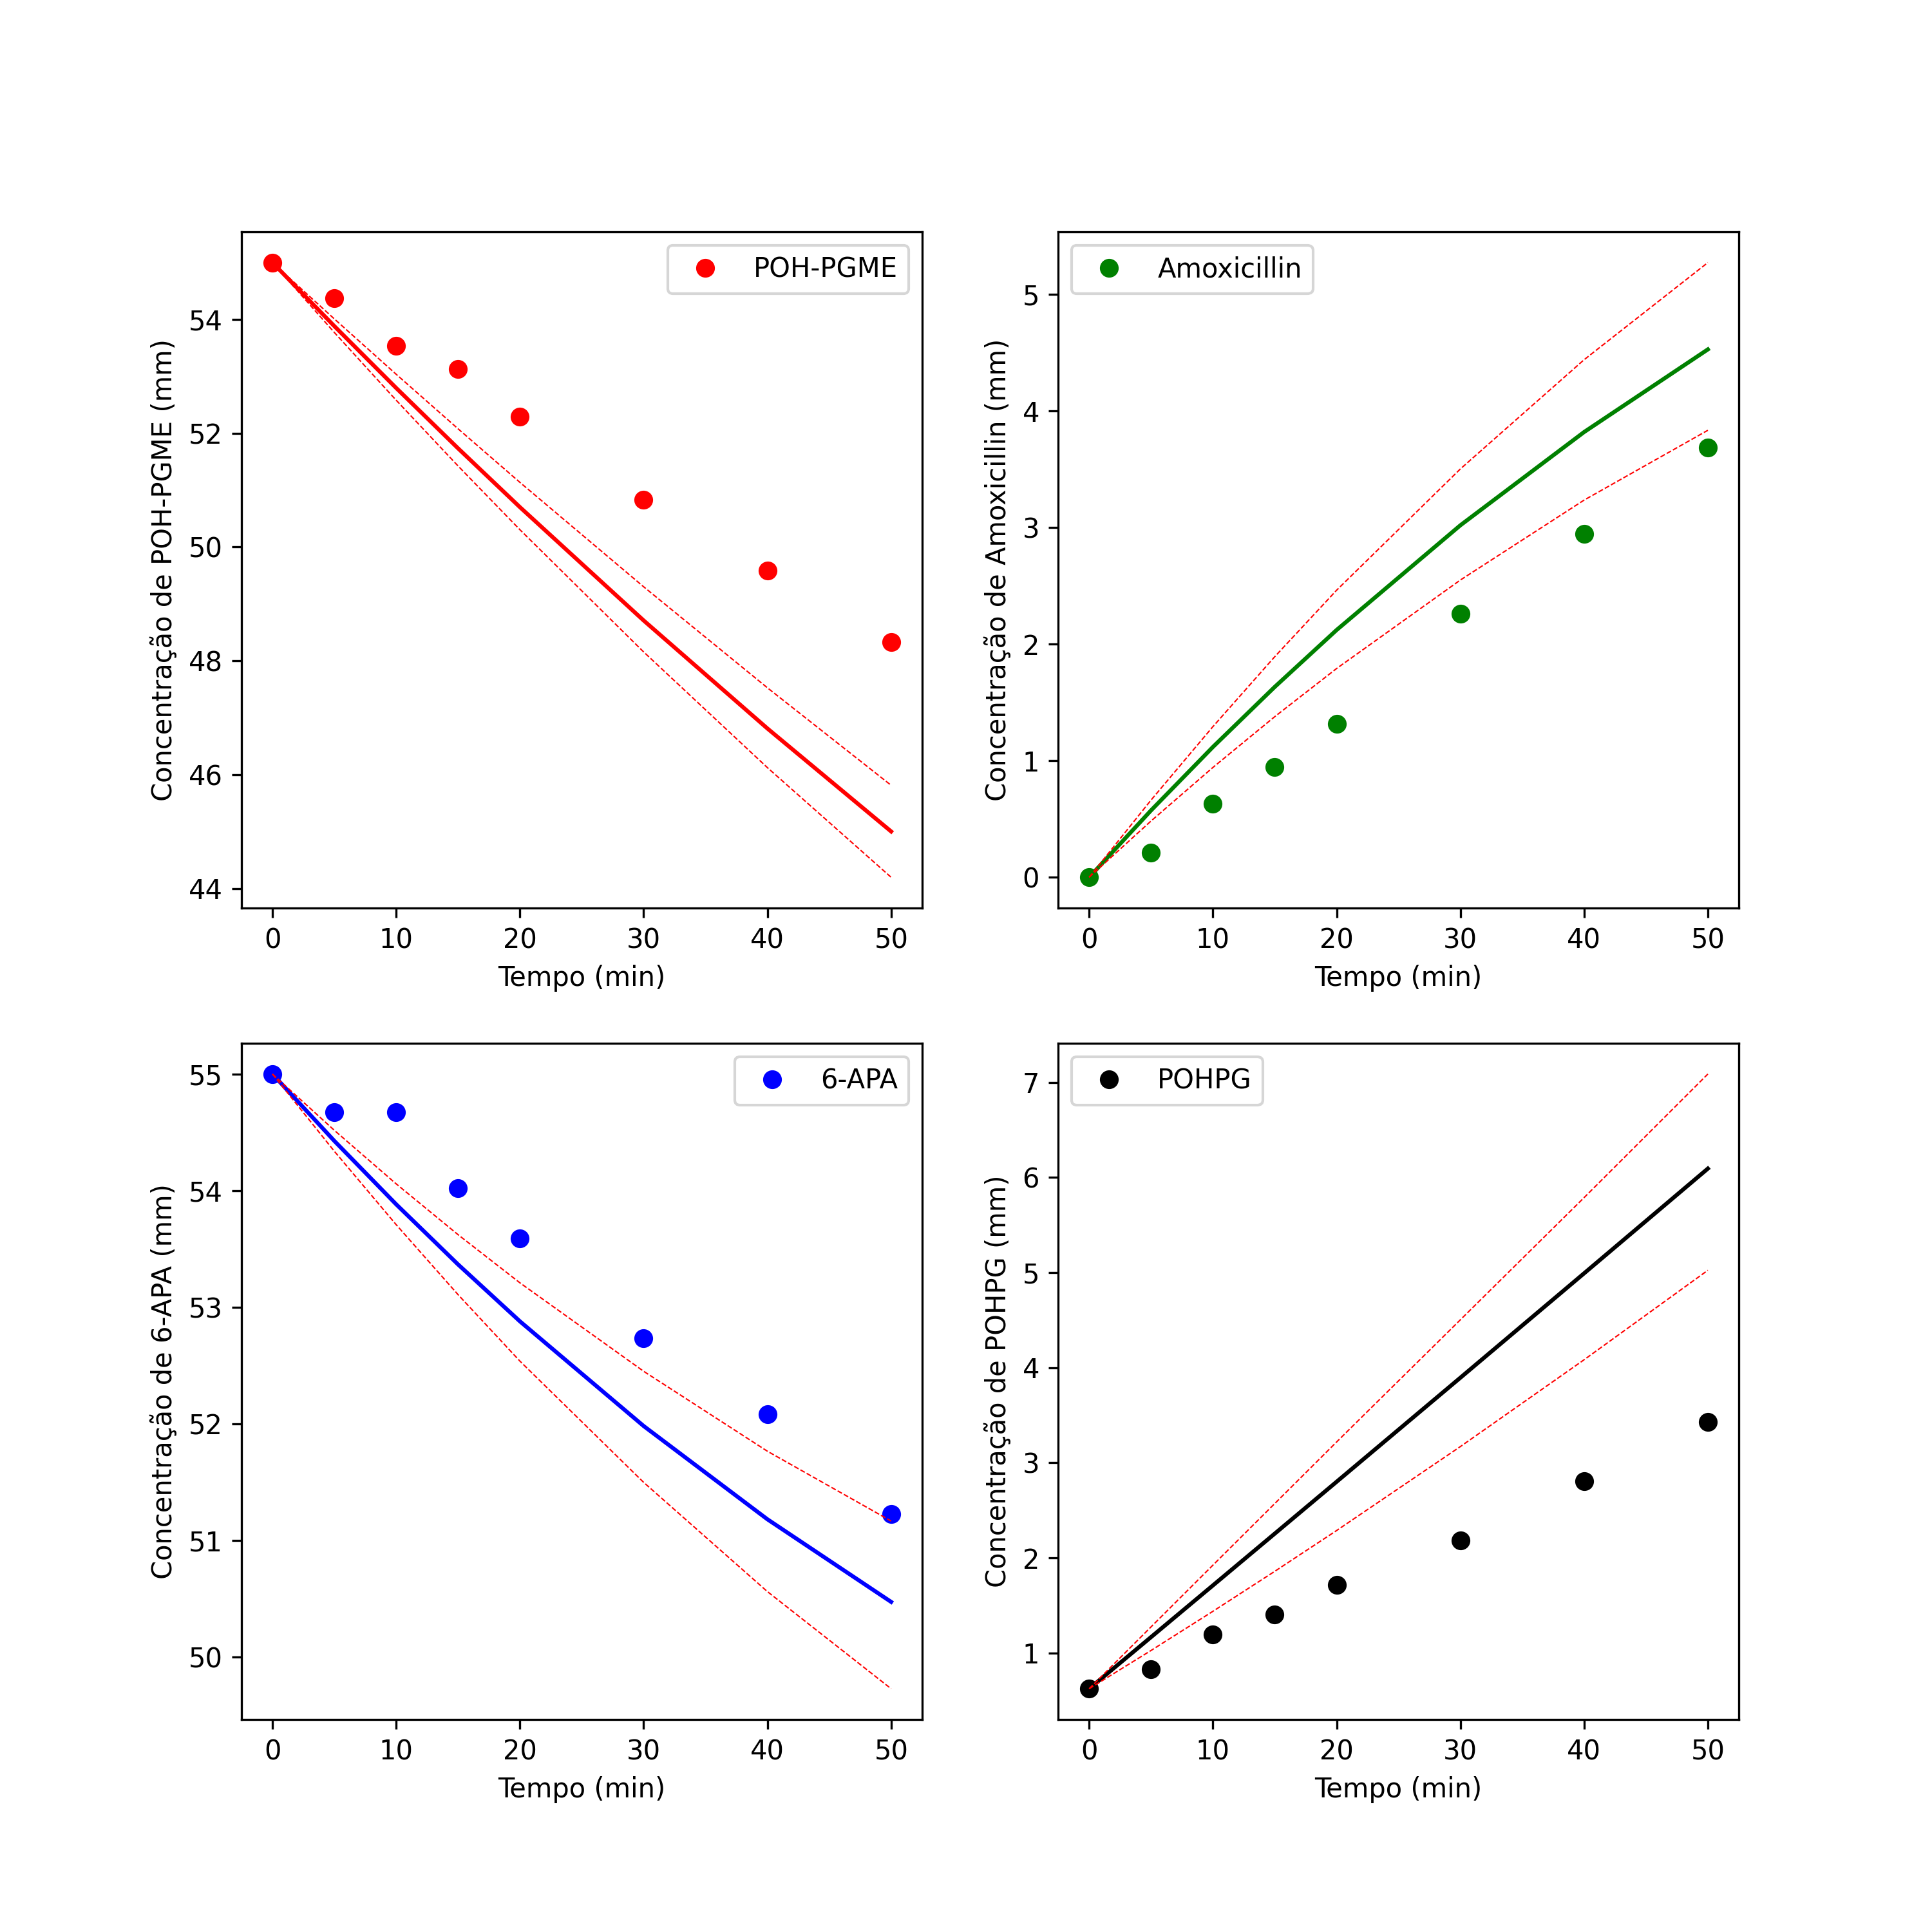 POH-PGME
Concentração de POH-PGME (mm)
54
52
50
48
46
44
0 10 20 30 40 50
Tempo (min)
Amoxicillin
Concentração de Amoxicillin (mm)
5
4
3
2
1
0
0 10 20 30 40 50
Tempo (min)
6-APA
Concentração de 6-APA (mm)
55
54
53
52
51
50
0 10 20 30 40 50
Tempo (min)
POHPG
Concentração de POHPG (mm)
7
6
5
4
3
2
1
0 10 20 30 40 50
Tempo (min)